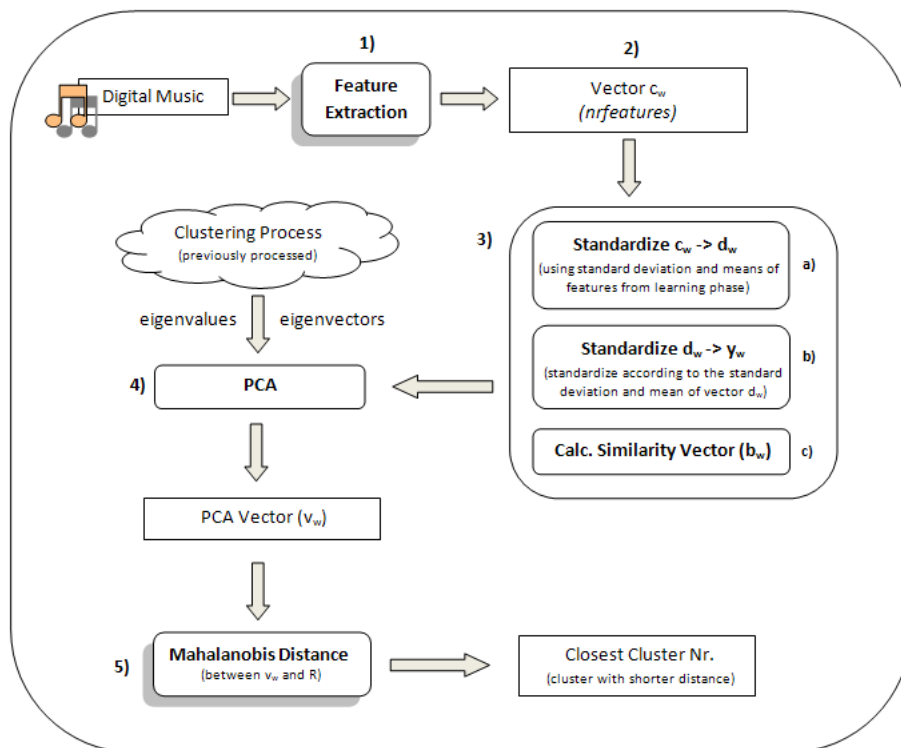 1)
2)
Digital Music
Feature
Extraction
Vector c_w
(nrfeatures)
3)
Clustering Process
(previously processed)
Standardize c_w -> d_w
(using standard deviation and means of
features from learning phase)
a)
eigenvalues
eigenvectors
Standardize d_w -> y_w
(standardize according to the standard
deviation and mean of vector d_w)
b)
4)
PCA
Calc. Similarity Vector (b_w)
c)
PCA Vector (v_w)
5)
Mahalanobis Distance
(between v_w and R)
Closest Cluster Nr.
(cluster with shorter distance)